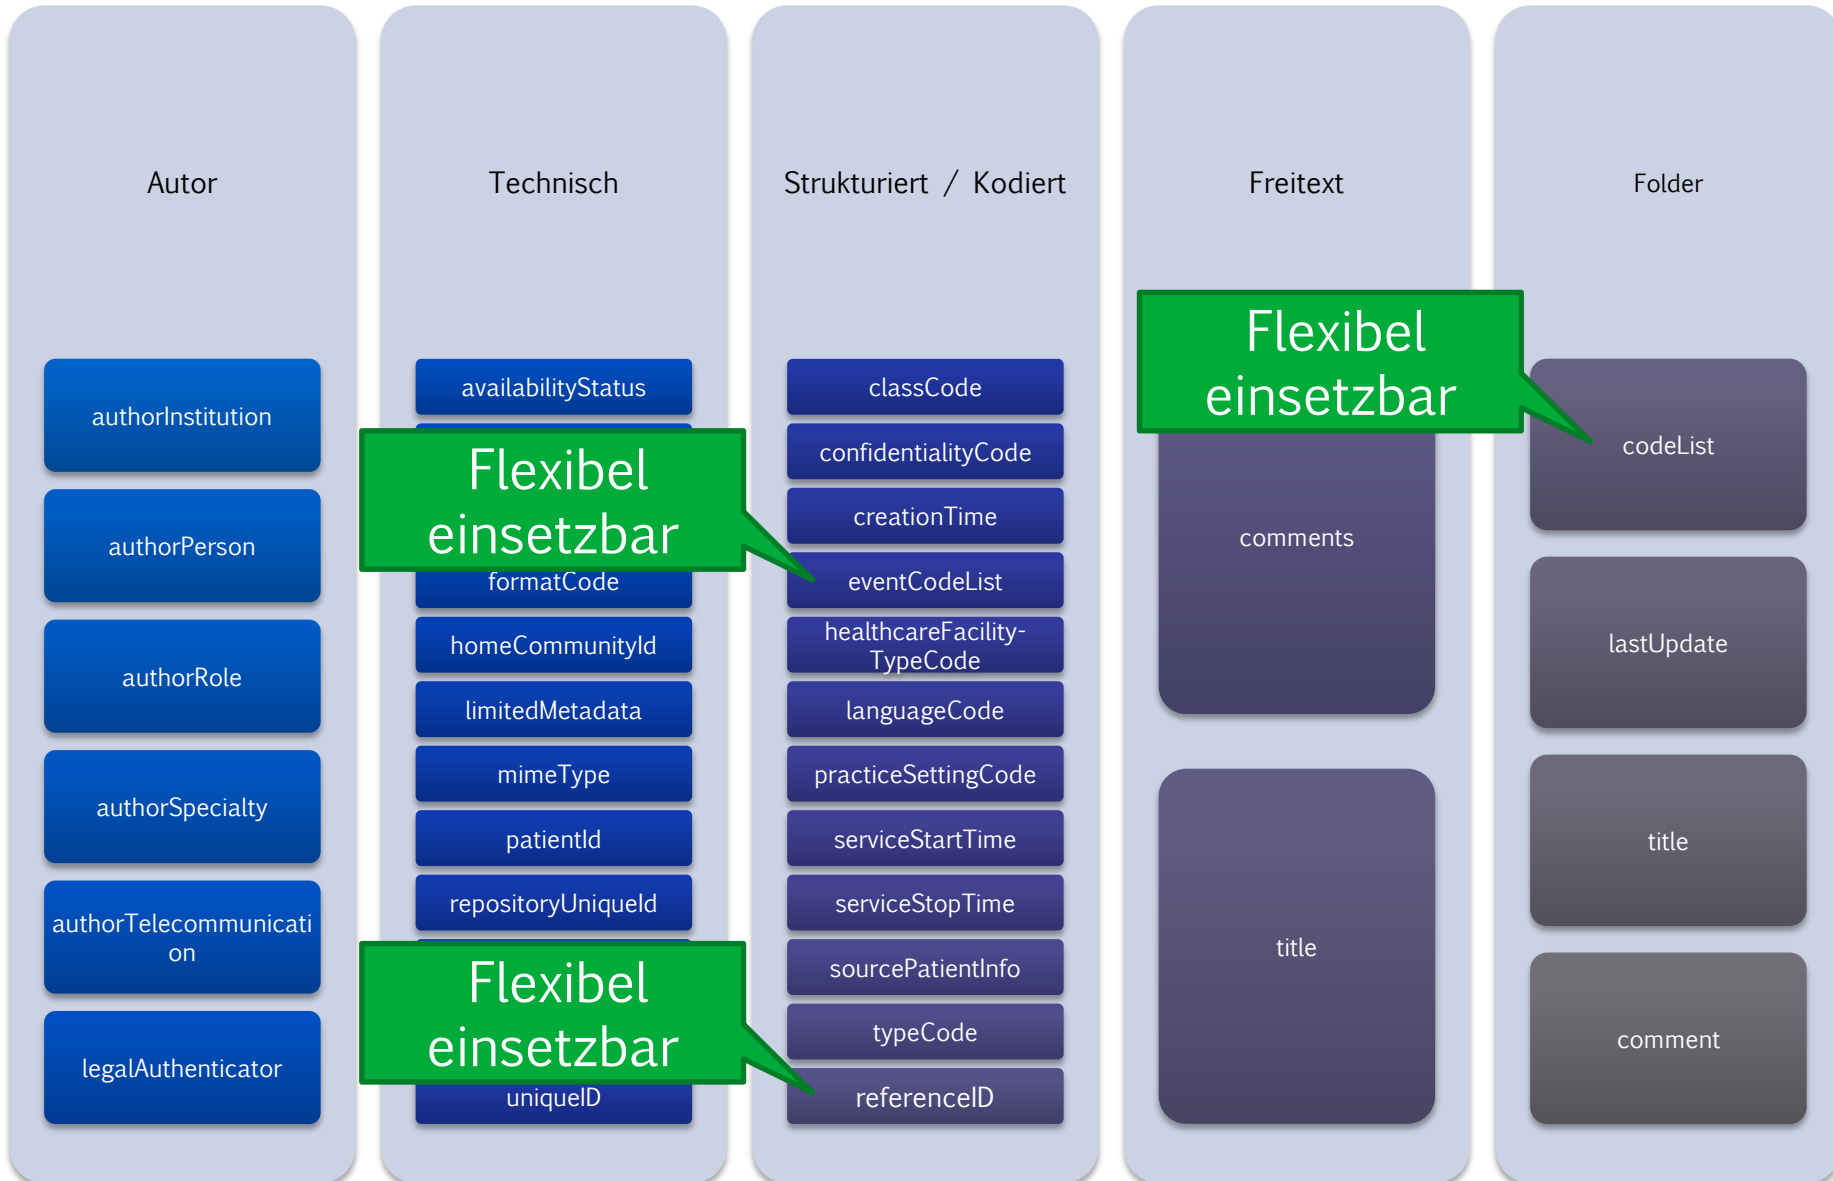 Autor
authorInstitution
authorPerson
authorRole
authorSpecialty
authorTelecommunicati
on
legalAuthenticator
Technisch
availabilityStatus
Flexibel
einsetzbar
formatCode
homeCommunityId
limitedMetadata
mimeType
patientId
repositoryUniqueId
Flexibel
einsetzbar
uniqueID
Strukturiert / Kodiert
classCode
confidentialityCode
creationTime
eventCodeList
healthcareFacility-
TypeCode
languageCode
practiceSettingCode
serviceStartTime
serviceStopTime
sourcePatientInfo
typeCode
referenceID
Freitext
Flexibel
einsetzbar
comments
title
Folder
codeList
lastUpdate
title
comment